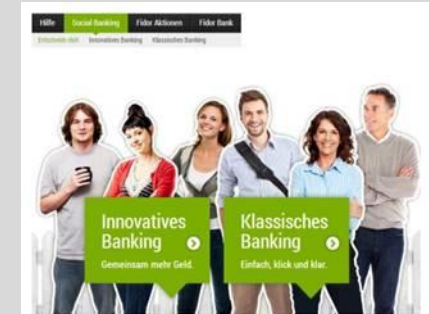 Hilfe Social Banking Fidor Aktionen Fidor Bank
Entscheide dich Innovatives Banking Klassisches Banking
Innovatives
Banking
Gemeinsam mehr Geld.
Klassisches
Banking
Einfach, klick und klar.